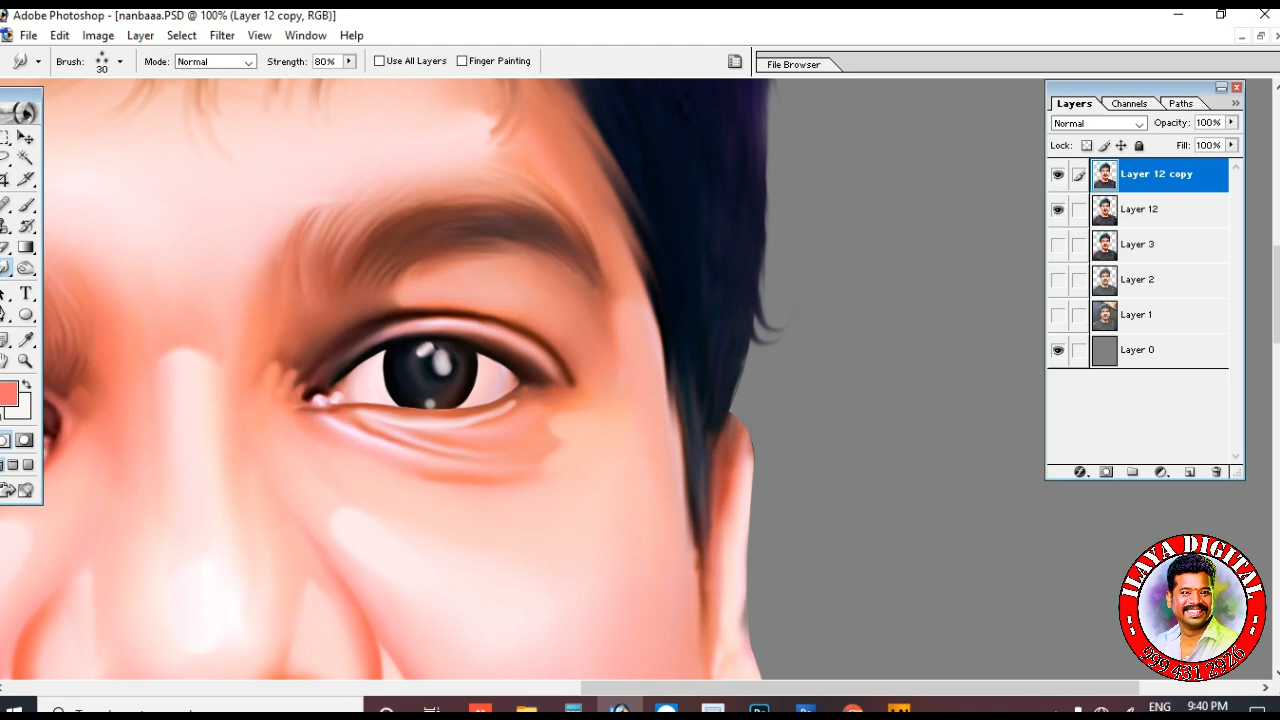 Adobe Photoshop - [nanbaaa.PSD @ 100% (Layer 12 copy, RGB)]
File Edit Image Layer Select Filter View Window Help
Brush: 30 Mode: Normal Strength: 80% Use All Layers Finger Painting File Browser
Layers Channels Paths
Normal Opacity: 100%
Lock: Fill: 100%
Layer 12 copy
Layer 12
Layer 3
Layer 2
Layer 1
Layer 0
T
ILAYA DIGITAL
999 431 2926
ENG 9:40 PM